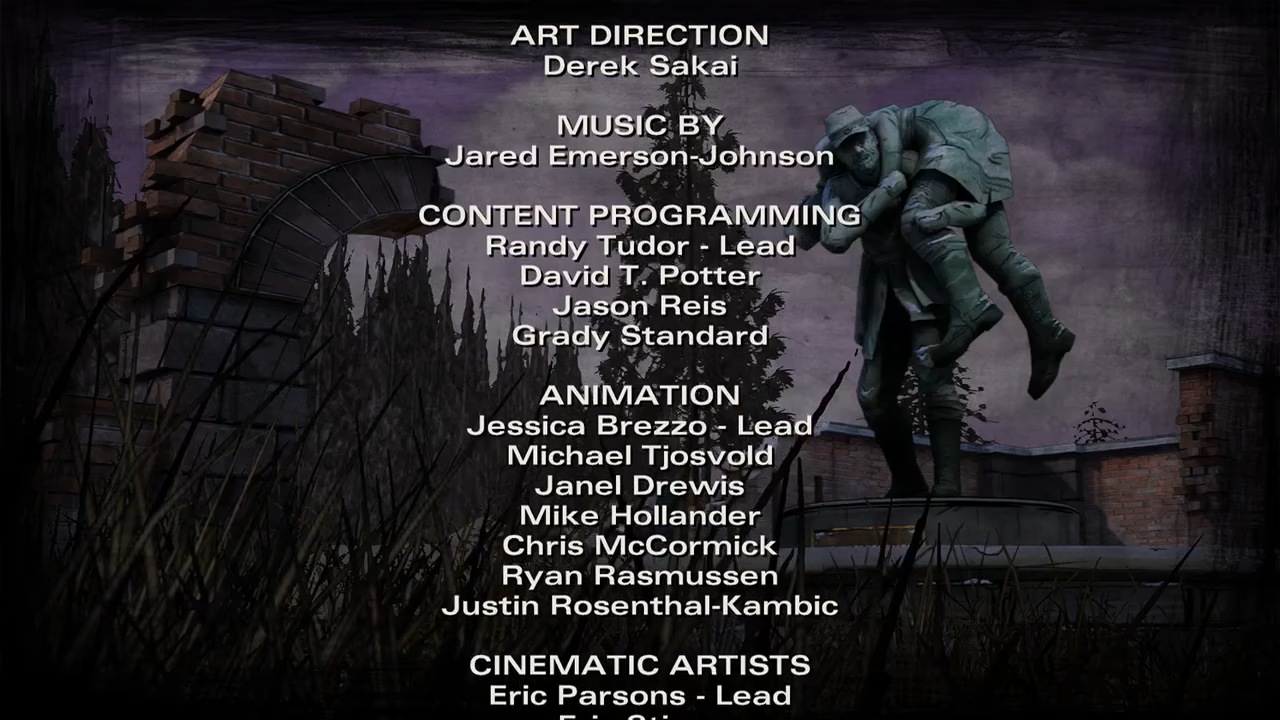 ART DIRECTION
Derek Sakai
MUSIC BY
Jared Emerson-Johnson
CONTENT PROGRAMMING
Randy Tudor - Lead
David T. Potter
Jason Reis
Grady Standard
ANIMATION
Jessica Brezzo - Lead
Michael Tjosvold
Janel Drewis
Mike Hollander
Chris McCormick
Ryan Rasmussen
Justin Rosenthal-Kambic
CINEMATIC ARTISTS
Eric Parsons - Lead